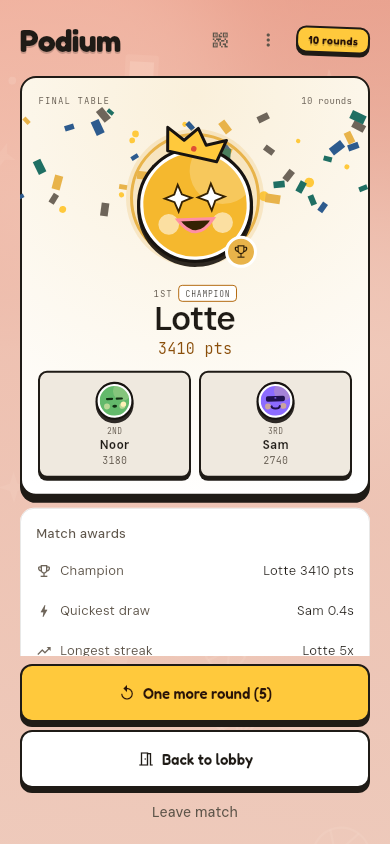 Podium
10 rounds
FINAL TABLE
10 rounds
1ST CHAMPION
Lotte
3410 pts
2ND
Noor
3180
3RD
Sam
2740
Match awards
Champion Lotte 3410 pts
Quickest draw Sam 0.4s
Longest streak Lotte 5x
One more round (5)
Back to lobby
Leave match